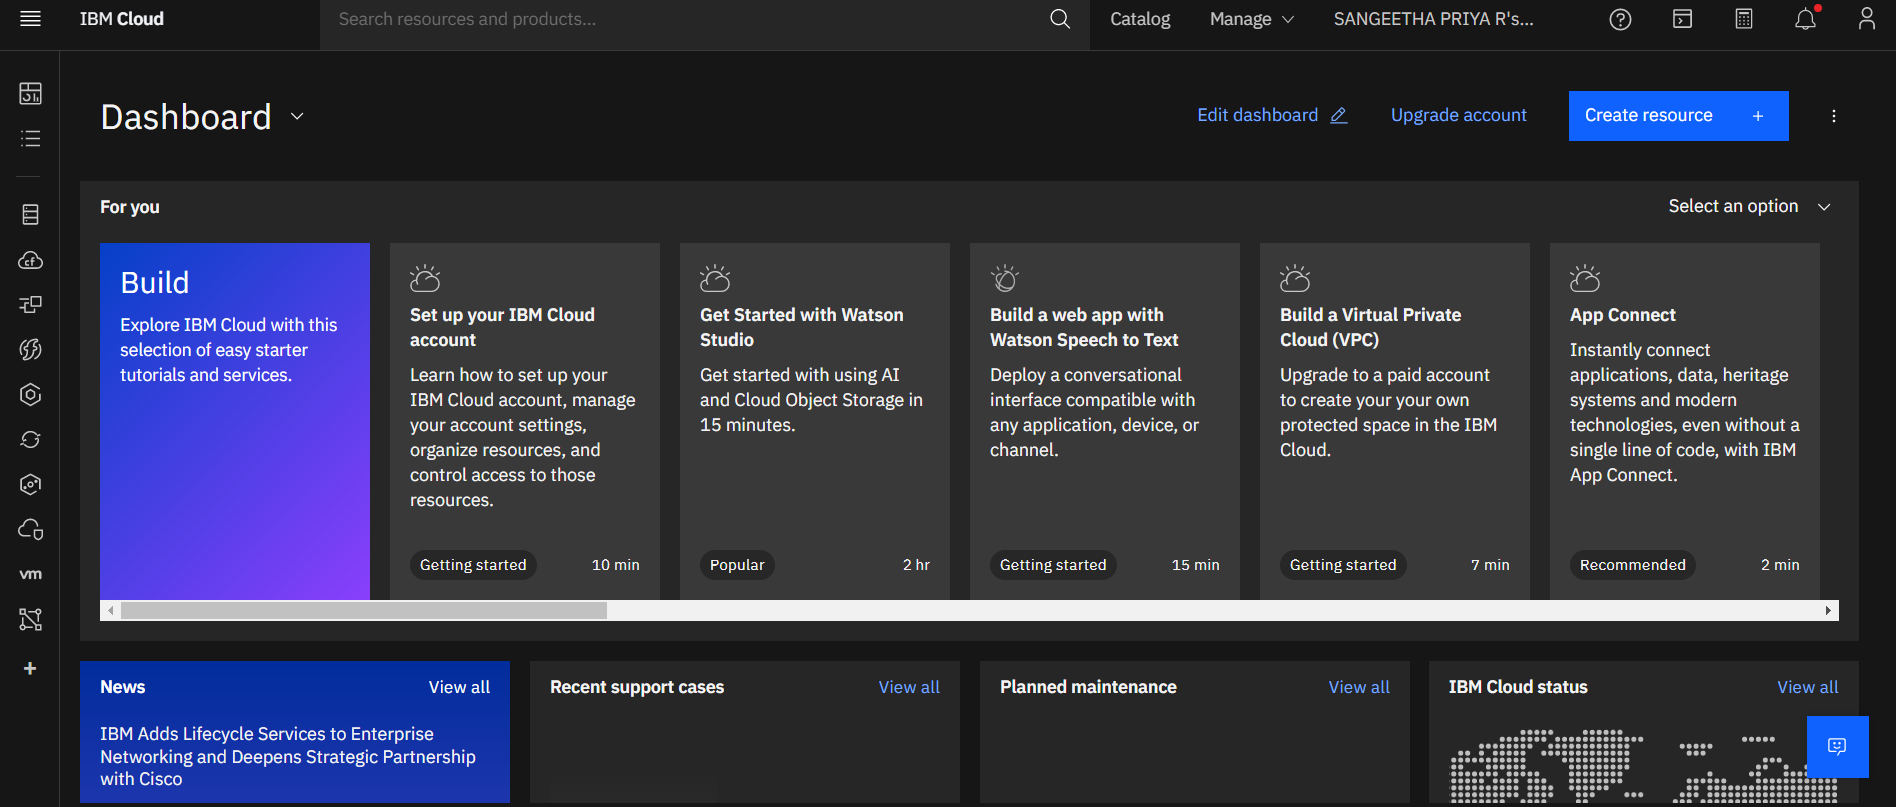 IBM Cloud
Search resources and products...
Catalog
Manage
SANGEETHA PRIYA R's...
Dashboard
Edit dashboard
Upgrade account
Create resource +
For you
Select an option
Build
Explore IBM Cloud with this
selection of easy starter
tutorials and services.
Set up your IBM Cloud
account
Learn how to set up your
IBM Cloud account, manage
your account settings,
organize resources, and
control access to those
resources.
Getting started
10 min
Get Started with Watson
Studio
Get started with using AI
and Cloud Object Storage in
15 minutes.
Popular
2 hr
Build a web app with
Watson Speech to Text
Deploy a conversational
interface compatible with
any application, device, or
channel.
Getting started
15 min
Build a Virtual Private
Cloud (VPC)
Upgrade to a paid account
to create your your own
protected space in the IBM
Cloud.
Getting started
7 min
App Connect
Instantly connect
applications, data, heritage
systems and modern
technologies, even without a
single line of code, with IBM
App Connect.
Recommended
2 min
cf
vm
News
View all
IBM Adds Lifecycle Services to Enterprise
Networking and Deepens Strategic Partnership
with Cisco
Recent support cases
View all
Planned maintenance
View all
IBM Cloud status
View all